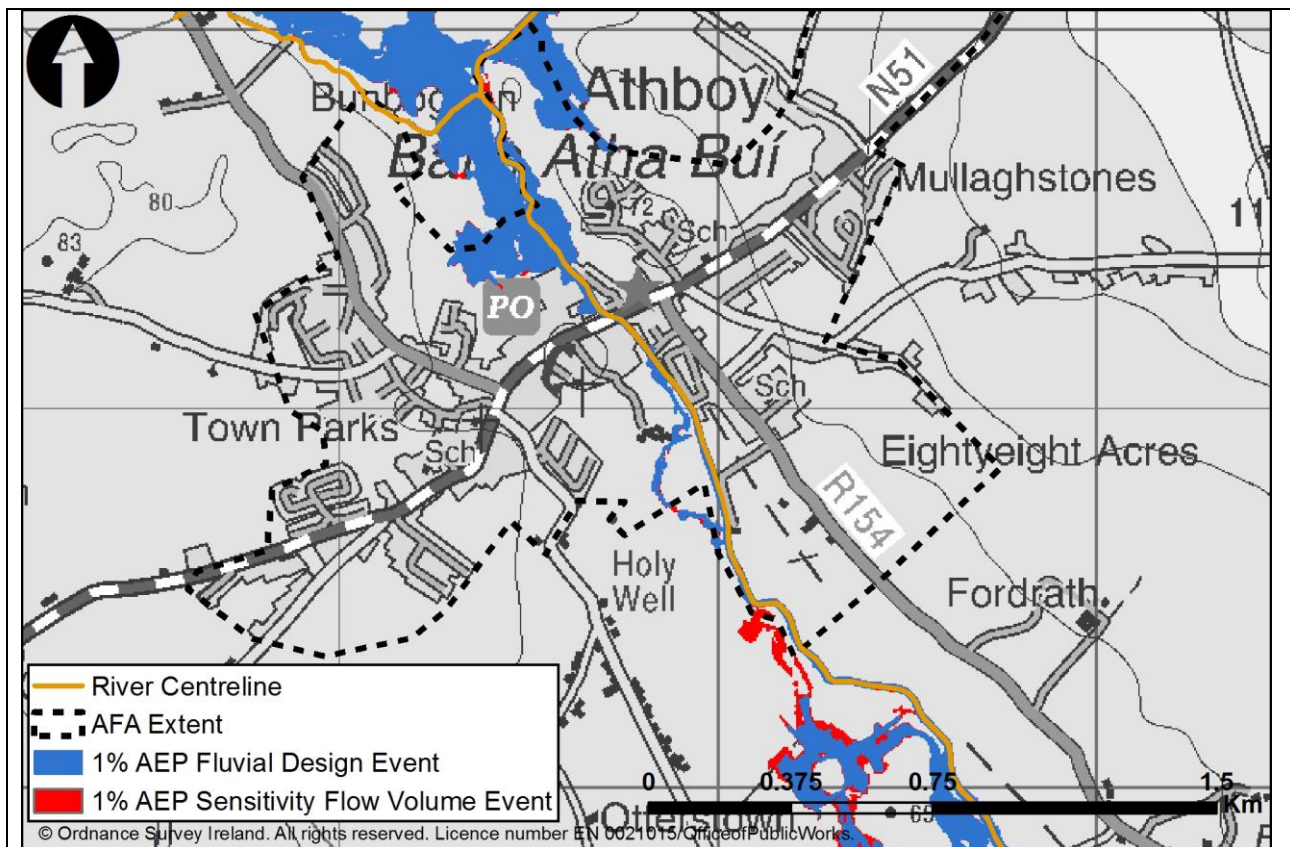 Bunbogan
Athboy
Baile Átha Buí
N51
Mullaghstones
80
83
72
Sch
11
PO
Sch
Town Parks
Sch
Eightyeight Acres
R154
Holy
Well
Fordrath
River Centreline
AFA Extent
1% AEP Fluvial Design Event
1% AEP Sensitivity Flow Volume Event
0 0.375 0.75 1.5
Km
Otterstown
69
© Ordnance Survey Ireland. All rights reserved. Licence number EN 0021015/OfficeofPublicWorks.